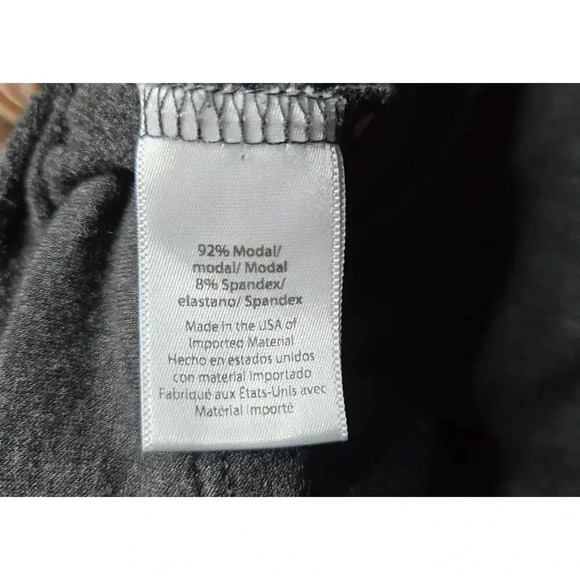 92% Modal/
modal/ Modal
8% Spandex/
elastano/ Spandex
Made in the USA of
Imported Material
Hecho en estados unidos
con material Importado
Fabriqué aux États-Unis avec
Matérial Importé